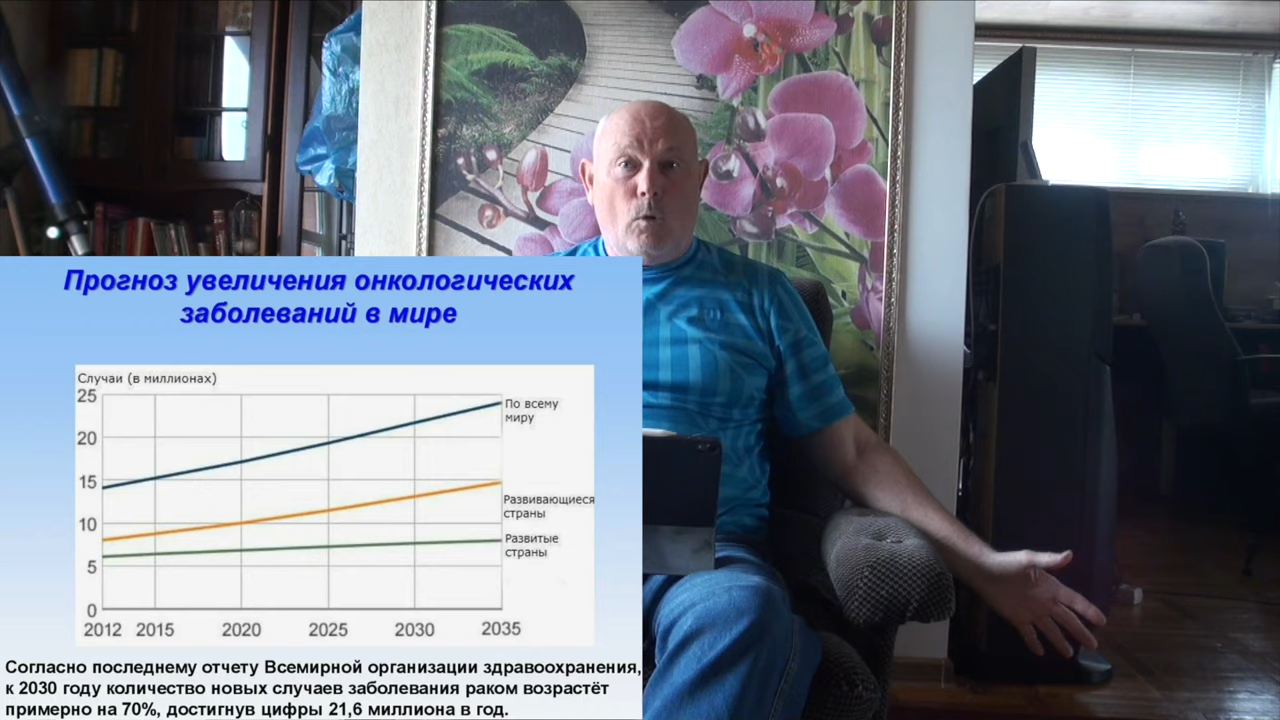 Прогноз увеличения онкологических
заболеваний в мире
Случаи (в миллионах)
25
20
15
10
5
0
По всему
миру
Развивающиеся
страны
Развитые
страны
2012 2015 2020 2025 2030 2035
Согласно последнему отчету Всемирной организации здравоохранения,
к 2030 году количество новых случаев заболевания раком возрастёт
примерно на 70%, достигнув цифры 21,6 миллиона в год.